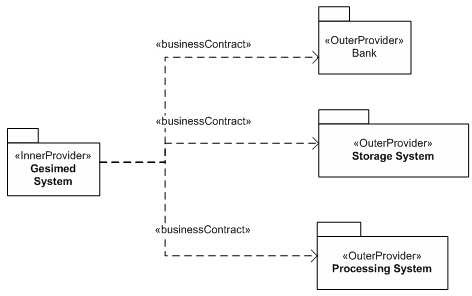 «businessContract»
«OuterProvider»
Bank
«businessContract»
«OuterProvider»
Storage System
«InnerProvider»
Gesimed
System
«businessContract»
«OuterProvider»
Processing System